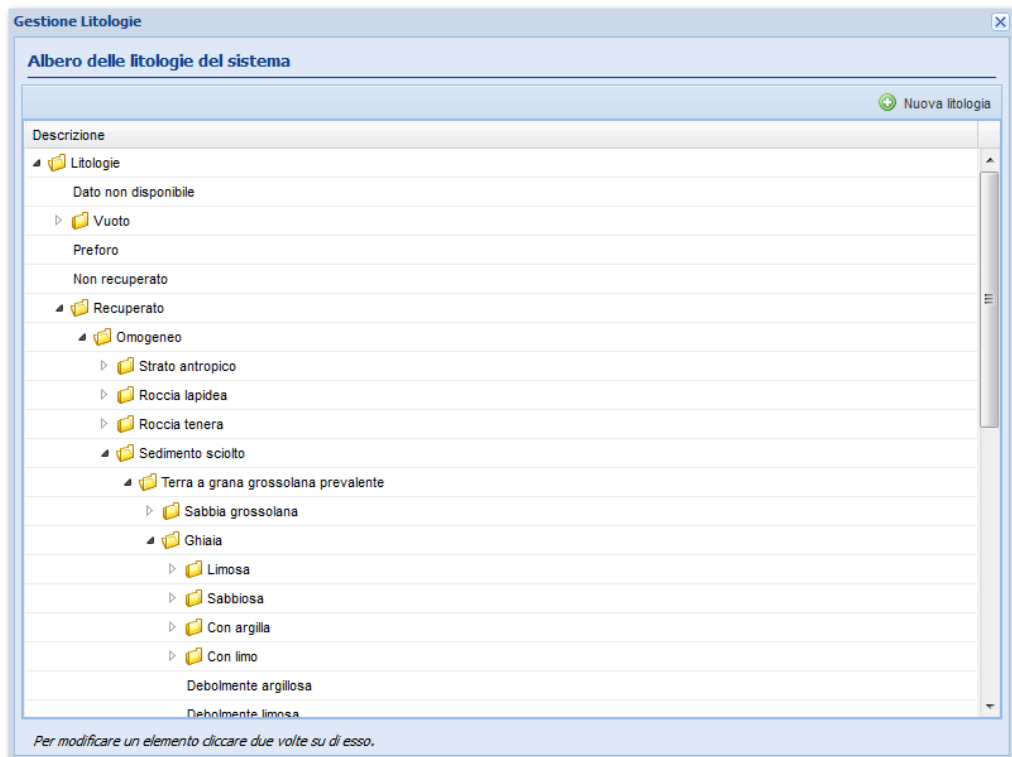 Gestione Litologie
Albero delle litologie del sistema
Nuova litologia
Descrizione
Litologie
Dato non disponibile
Vuoto
Preforo
Non recuperato
Recuperato
Omogeneo
Strato antropico
Roccia lapidea
Roccia tenera
Sedimento sciolto
Terra a grana grossolana prevalente
Sabbia grossolana
Ghiaia
Limosa
Sabbiosa
Con argilla
Con limo
Debolmente argillosa
Debolmente limosa
Per modificare un elemento cliccare due volte su di esso.